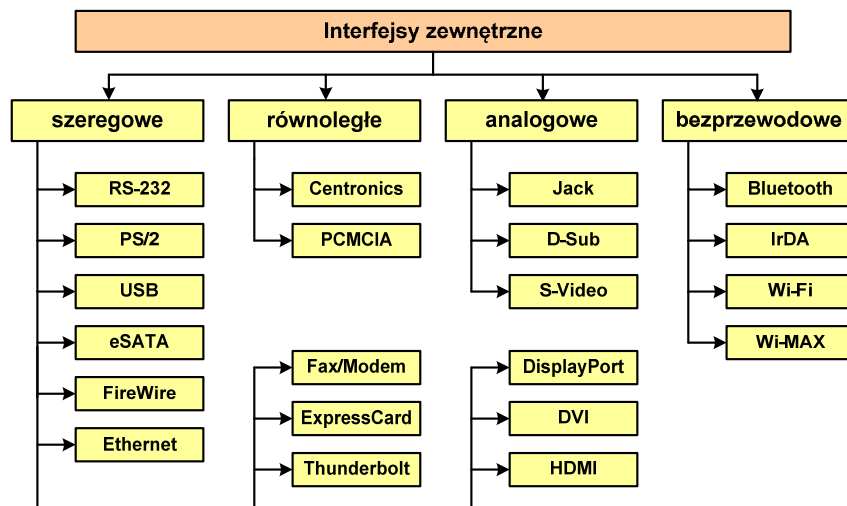 Interfejsy zewnętrzne
szeregowe
RS-232
PS/2
USB
eSATA
FireWire
Ethernet
równoległe
Centronics
PCMCIA
Fax/Modem
ExpressCard
Thunderbolt
analogowe
Jack
D-Sub
S-Video
DisplayPort
DVI
HDMI
bezprzewodowe
Bluetooth
IrDA
Wi-Fi
Wi-MAX